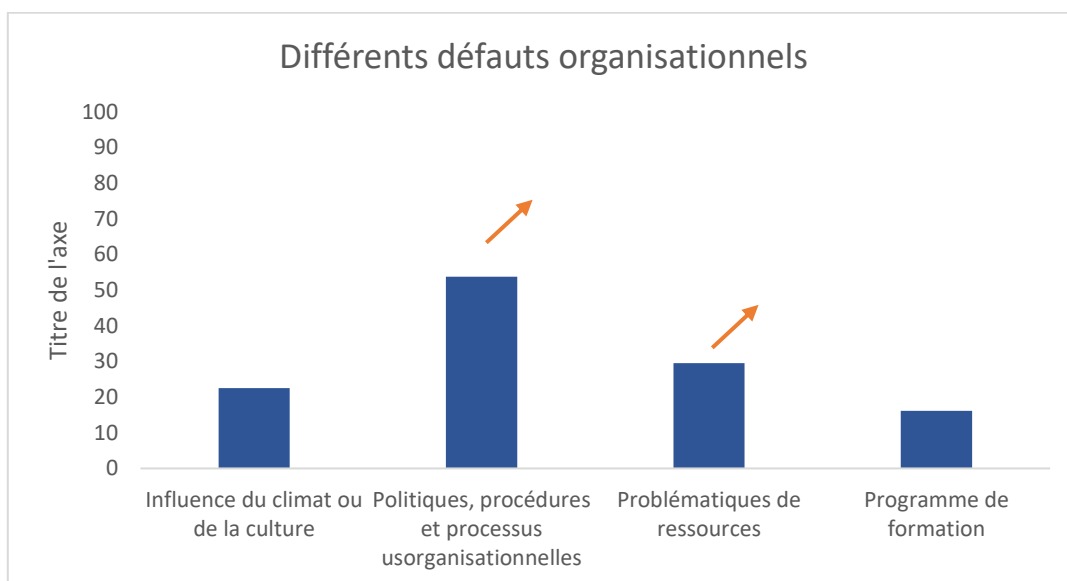 Différents défauts organisationnels
100
90
80
70
60
50
40
30
20
10
0
Titre de l'axe
Influence du climat ou
de la culture
Politiques, procédures
et processus
usorganisationnelles
Problématiques de
ressources
Programme de
formation